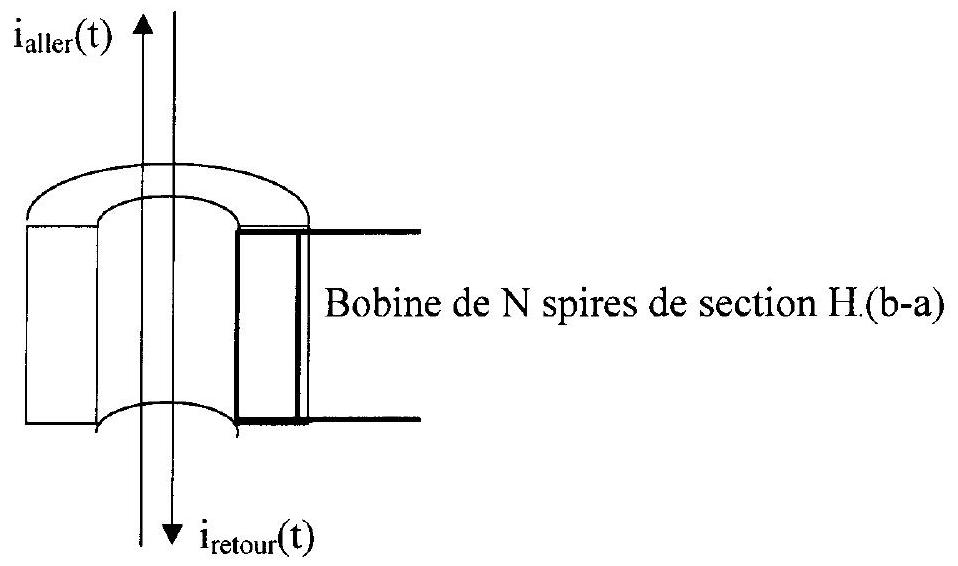 i_aller(t)
Bobine de N spires de section H.(b-a)
i_retour(t)